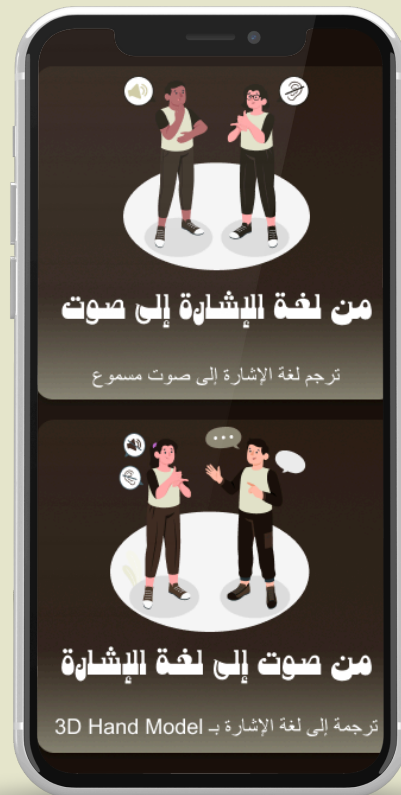 من لغة الإشارة إلى صوت
ترجم لغة الإشارة إلى صوت مسموع
من صوت إلى لغة الإشارة
ترجمة إلى لغة الإشارة بـ 3D Hand Model